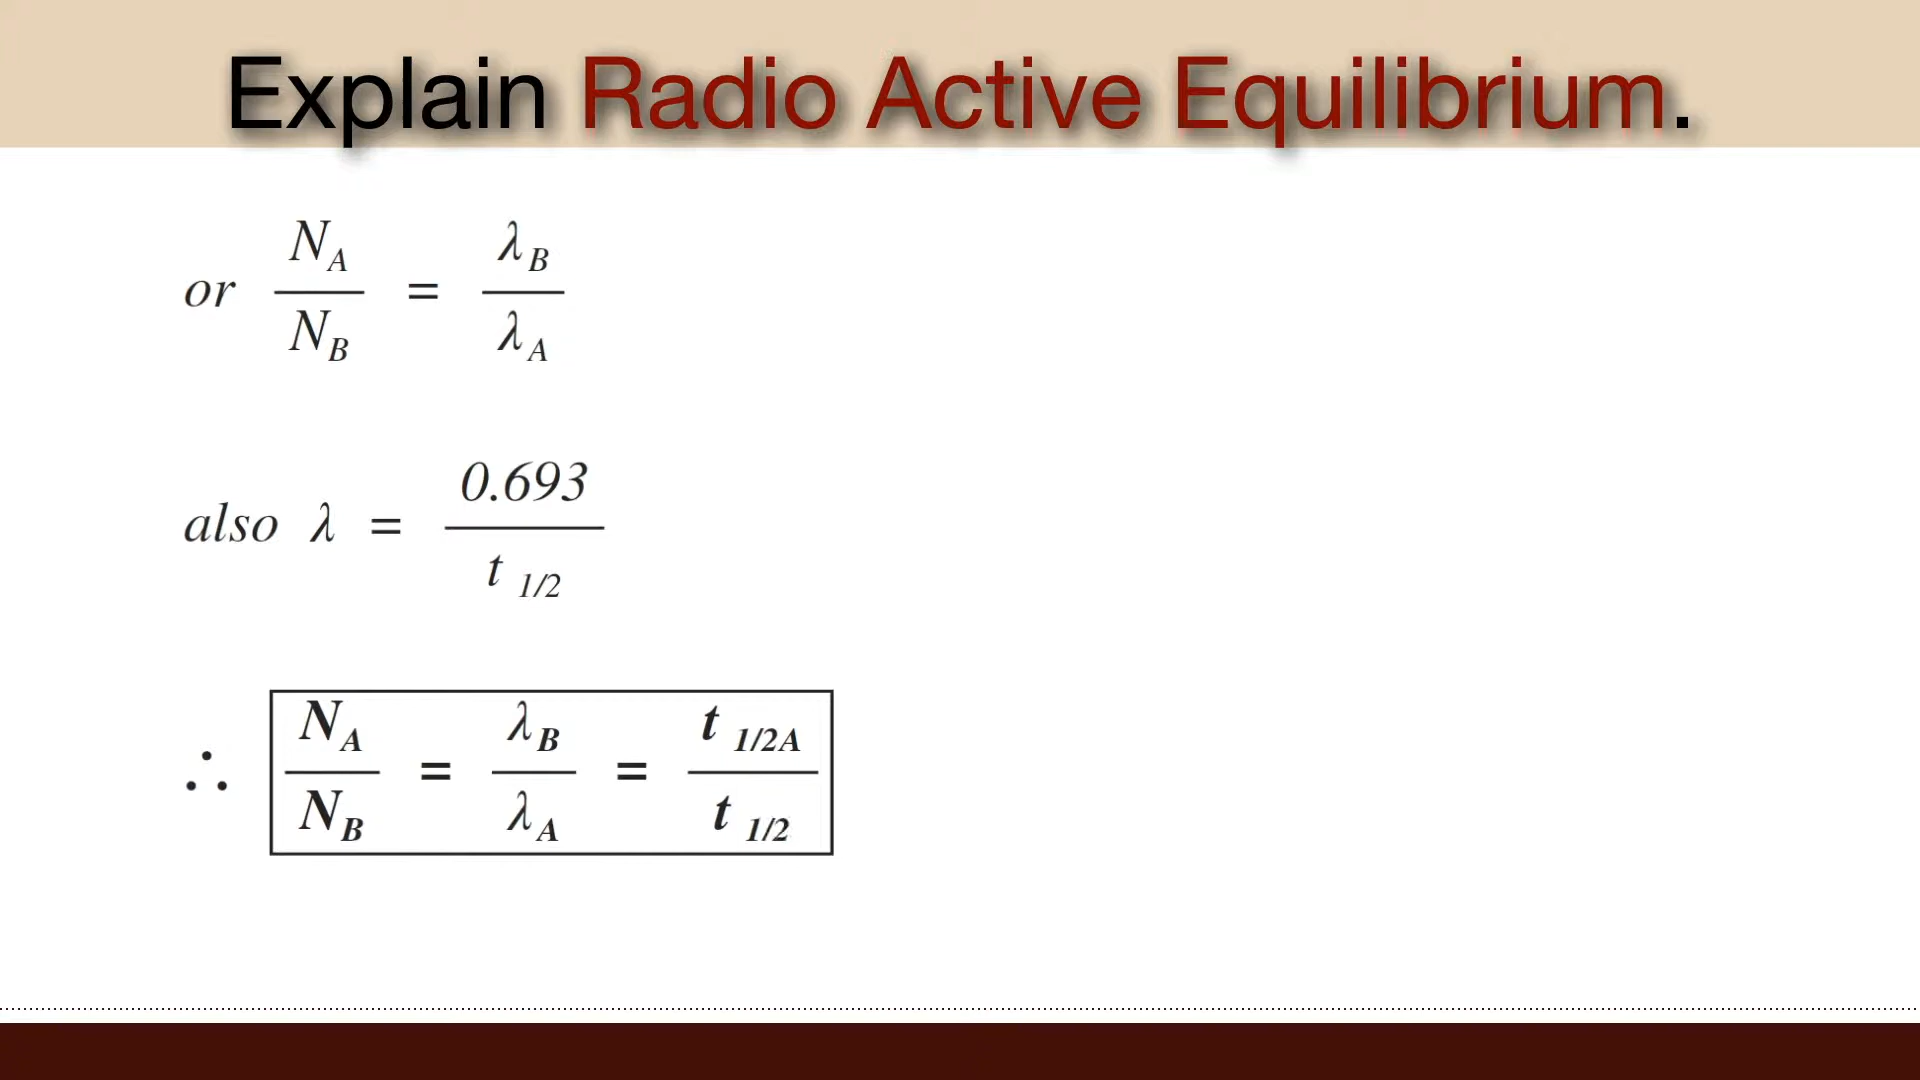 Explain Radio Active Equilibrium.
or N_A / N_B = λ_B / λ_A
also λ = 0.693 / t_1/2
∴ N_A / N_B = λ_B / λ_A = t_1/2A / t_1/2